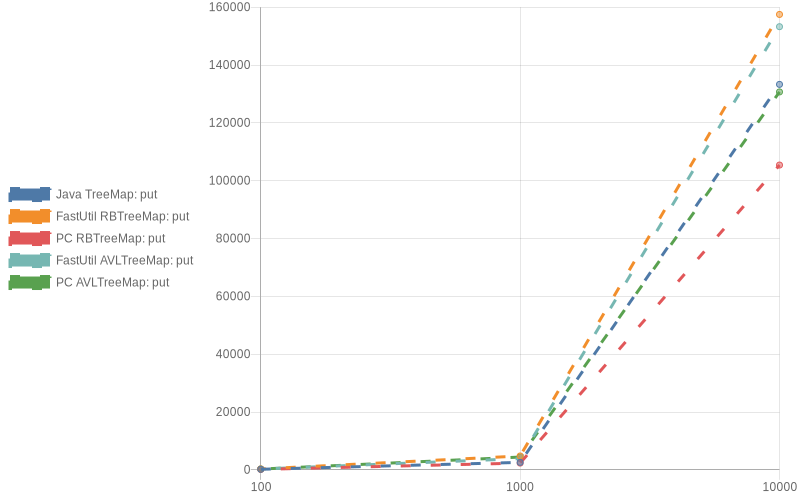 160000
140000
120000
100000
80000
60000
40000
20000
0
Java TreeMap: put
FastUtil RBTreeMap: put
PC RBTreeMap: put
FastUtil AVLTreeMap: put
PC AVLTreeMap: put
100 1000 10000